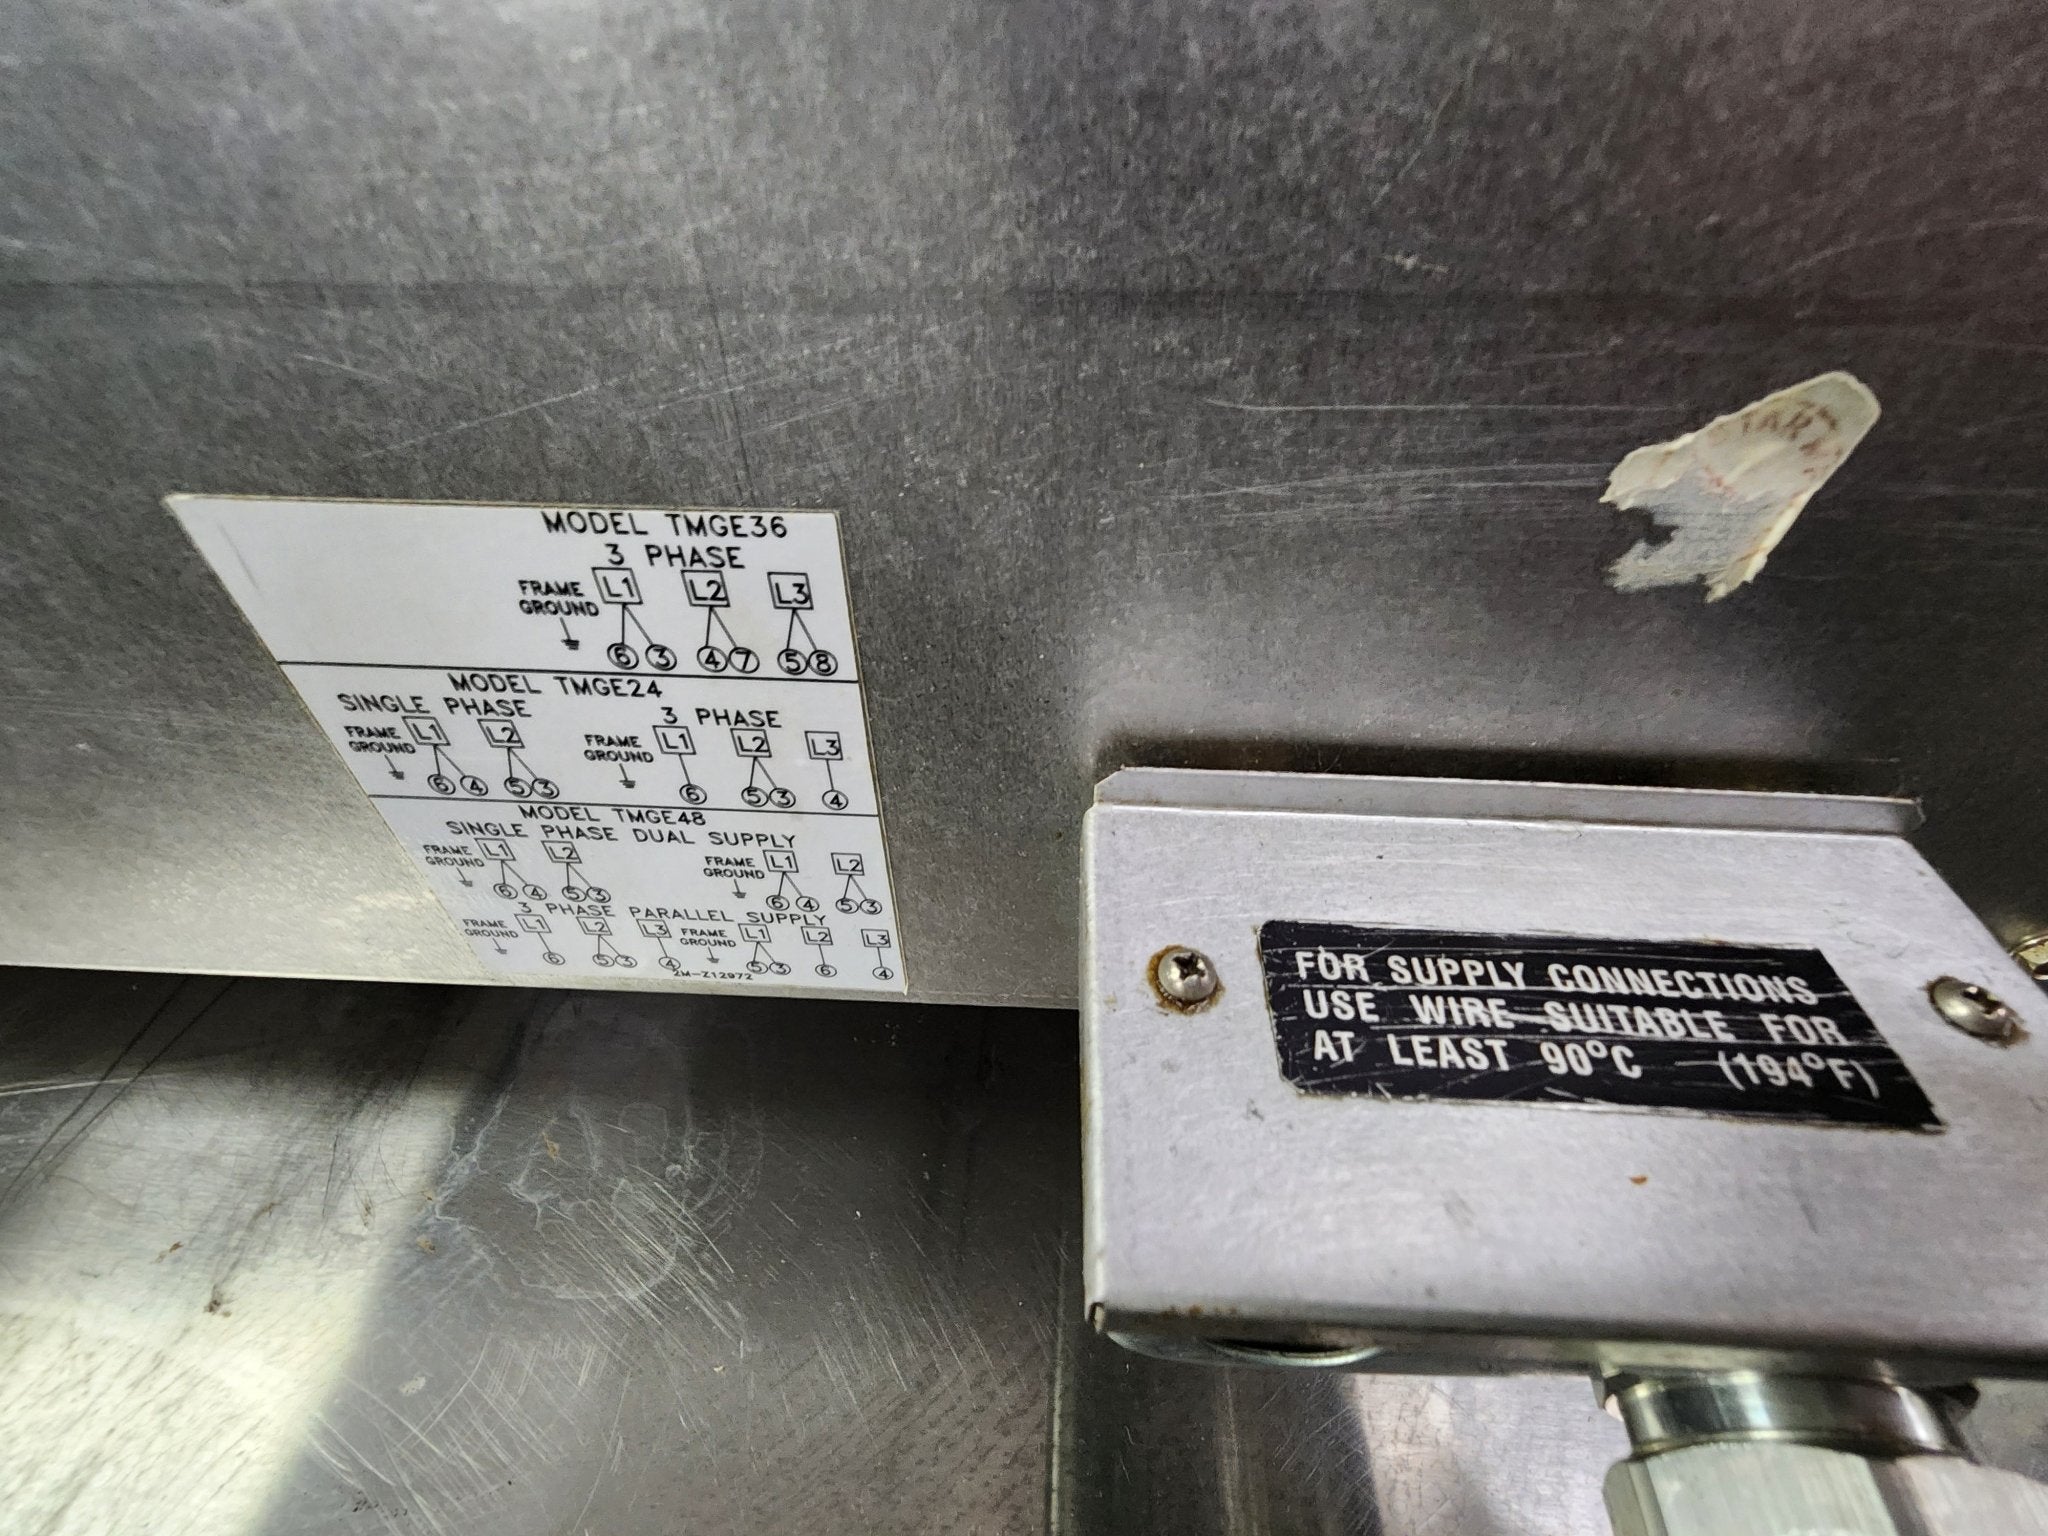 MODEL TMGE36
3 PHASE
FRAME GROUND L1 L2 L3
6 3 4 7 5 8
MODEL TMGE24
SINGLE PHASE
FRAME GROUND L1 L2
6 4 5 3
3 PHASE
FRAME GROUND L1 L2 L3
6 5 3 4
MODEL TMGE48
SINGLE PHASE DUAL SUPPLY
FRAME GROUND L1 L2
6 4 5 3
FRAME GROUND L1 L2
6 4 5 3
3 PHASE PARALLEL SUPPLY
FRAME GROUND L1 L2 L3
6 5 3 4
FRAME GROUND L1 L2 L3
5 3 6 4
2M-Z12972
FOR SUPPLY CONNECTIONS
USE WIRE SUITABLE FOR
AT LEAST 90°C (194°F)